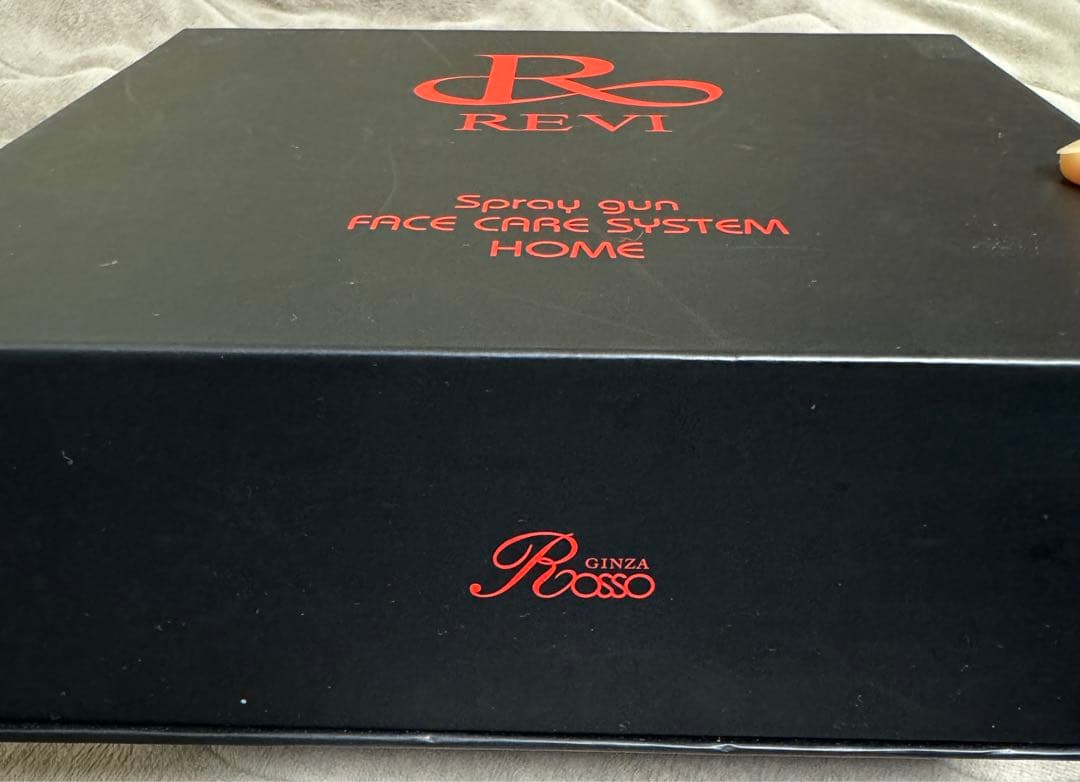 R
REVI
Spray gun
FACE CARE SYSTEM
HOME
GINZA
Rosso